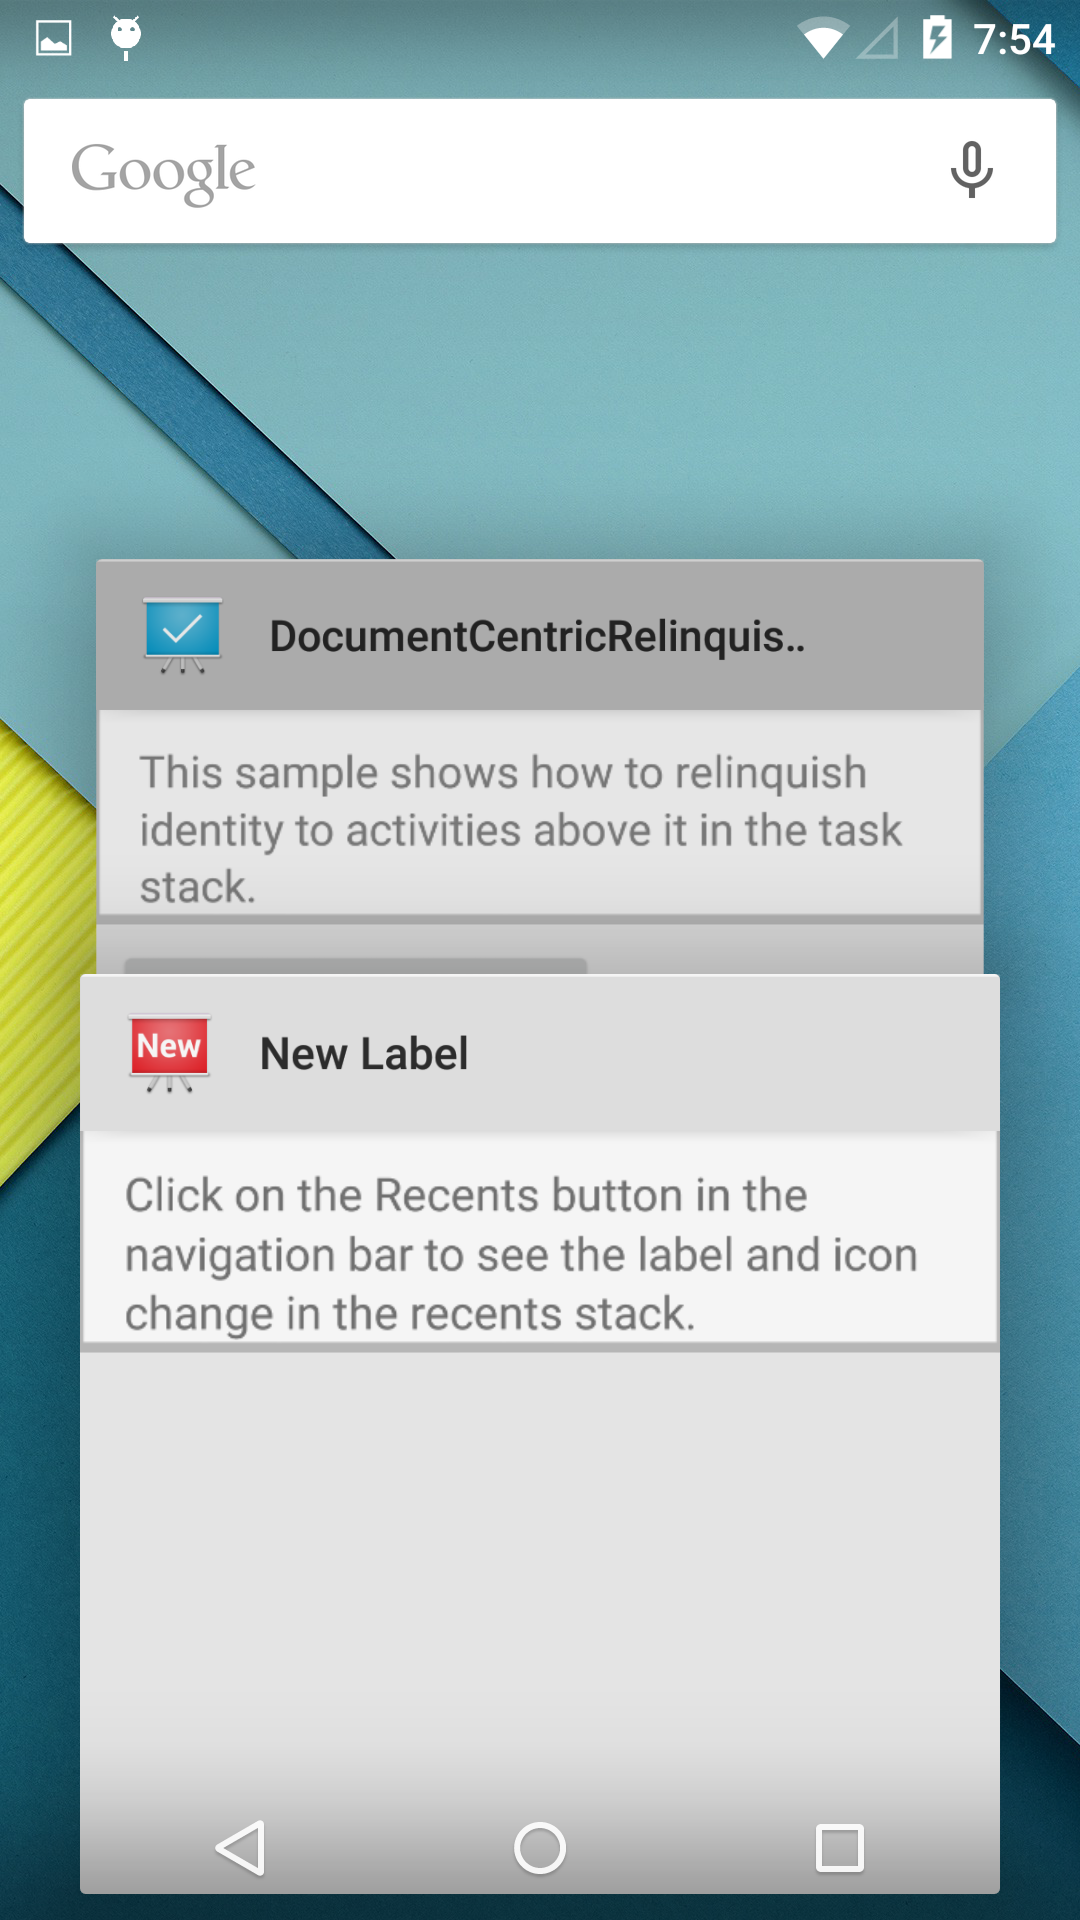 7:54
Google
DocumentCentricRelinquis..
This sample shows how to relinquish
identity to activities above it in the task
stack.
New
New Label
Click on the Recents button in the
navigation bar to see the label and icon
change in the recents stack.